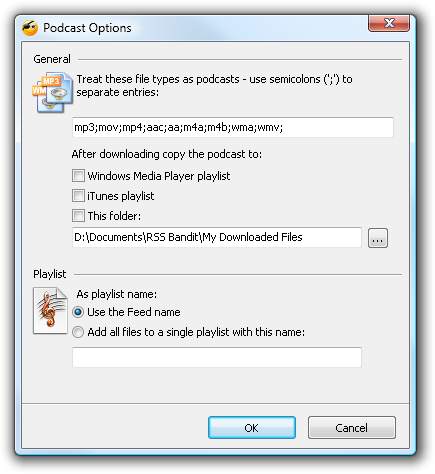 Podcast Options
General
Treat these file types as podcasts - use semicolons (';') to
separate entries:
MP3
WM
mp3;mov;mp4;aac;aa;m4a;m4b;wma;wmv;
After downloading copy the podcast to:
Windows Media Player playlist
iTunes playlist
This folder:
D:\Documents\RSS Bandit\My Downloaded Files
...
Playlist
As playlist name:
Use the Feed name
Add all files to a single playlist with this name:
OK Cancel